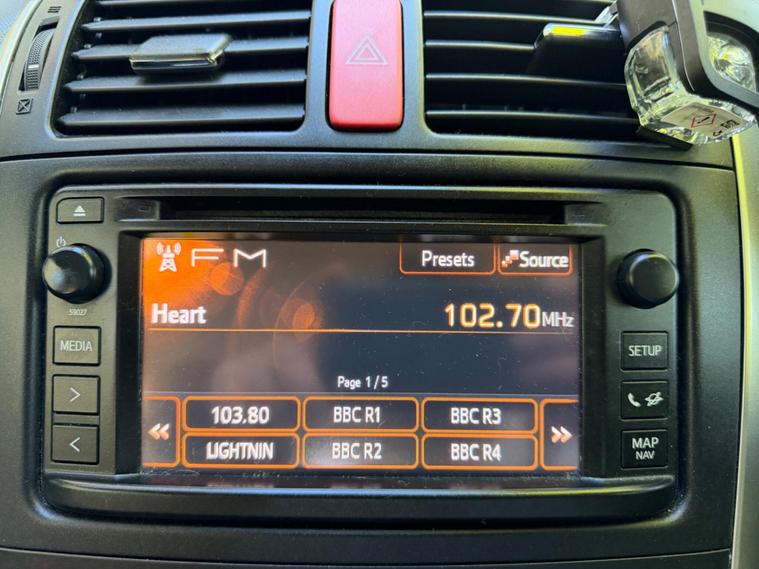 FM
Presets
Source
Heart
102.70MHz
Page 1/5
103.80
BBC R1
BBC R3
LIGHTNIN
BBC R2
BBC R4
59027
MEDIA
SETUP
MAP
NAV